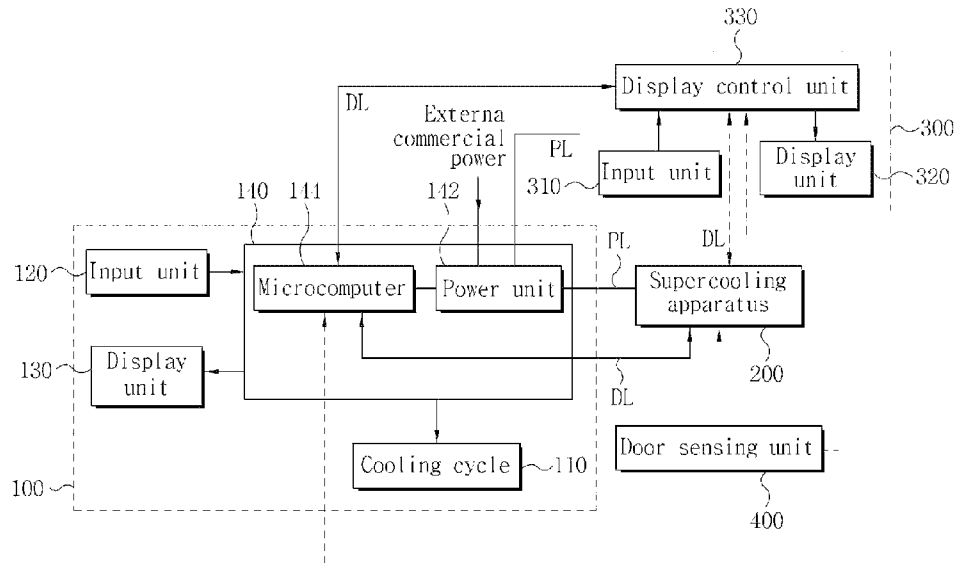 330
Display control unit
DL
Externa
commercial
power
PL
300
Input unit
310
Display
unit
320
140
144
142
120
Input unit
Microcomputer
Power unit
PL
DL
Supercooling
apparatus
130
Display
unit
DL
200
Cooling cycle
110
Door sensing unit
100
400